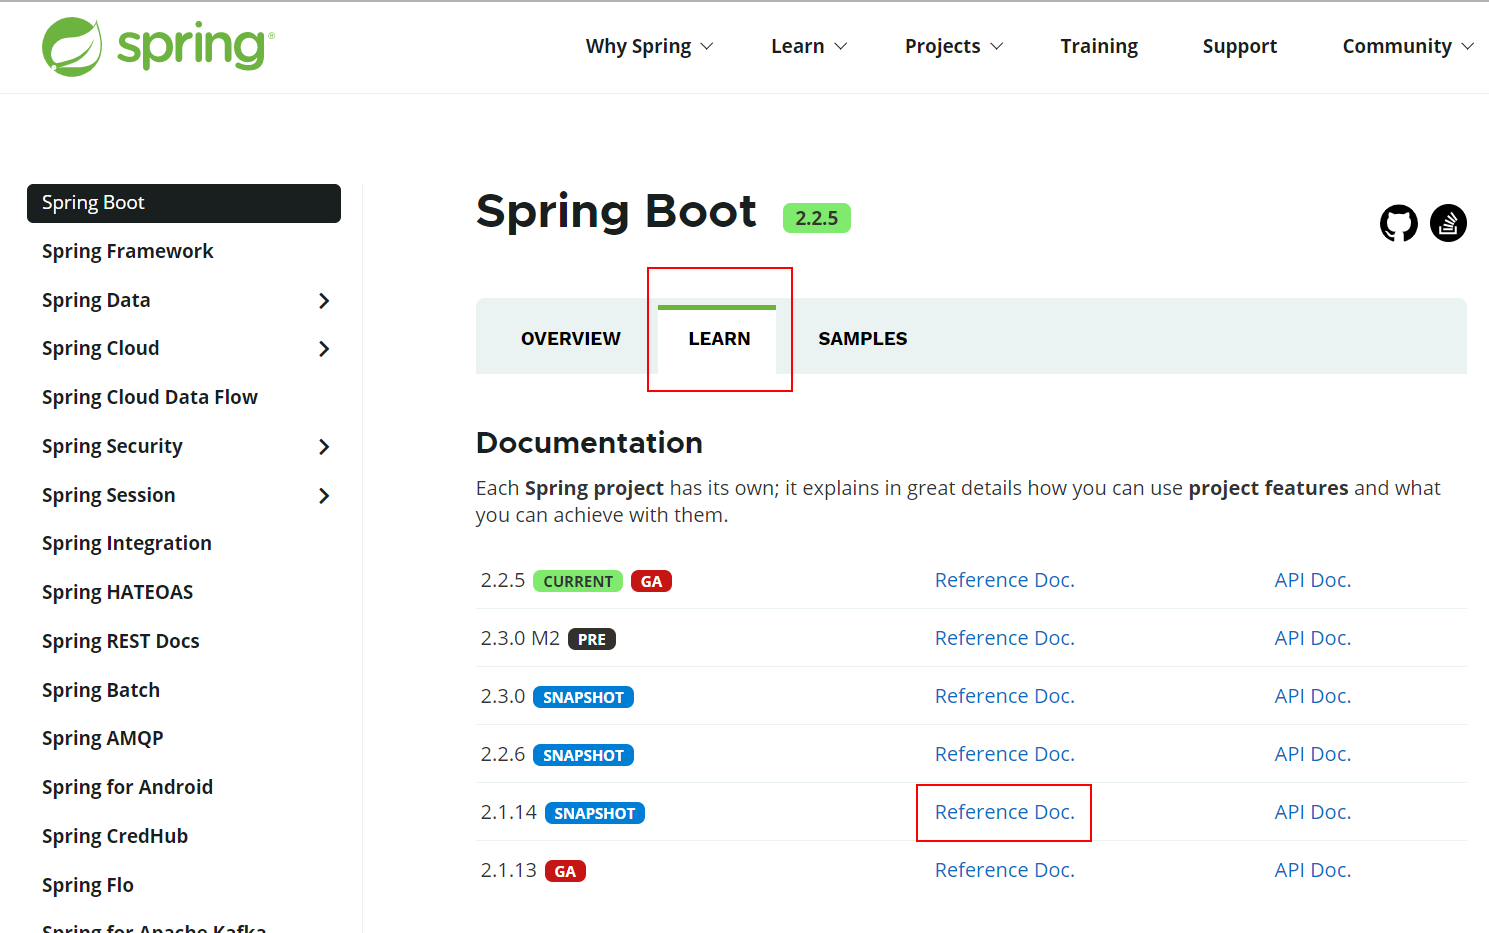 spring®
Why Spring
Learn
Projects
Training
Support
Community
Spring Boot
Spring Framework
Spring Data
Spring Cloud
Spring Cloud Data Flow
Spring Security
Spring Session
Spring Integration
Spring HATEOAS
Spring REST Docs
Spring Batch
Spring AMQP
Spring for Android
Spring CredHub
Spring Flo
Spring for Apache Kafka
Spring Boot 2.2.5
OVERVIEW LEARN SAMPLES
Documentation
Each Spring project has its own; it explains in great details how you can use project features and what
you can achieve with them.
2.2.5 CURRENT GA Reference Doc. API Doc.
2.3.0 M2 PRE Reference Doc. API Doc.
2.3.0 SNAPSHOT Reference Doc. API Doc.
2.2.6 SNAPSHOT Reference Doc. API Doc.
2.1.14 SNAPSHOT Reference Doc. API Doc.
2.1.13 GA Reference Doc. API Doc.